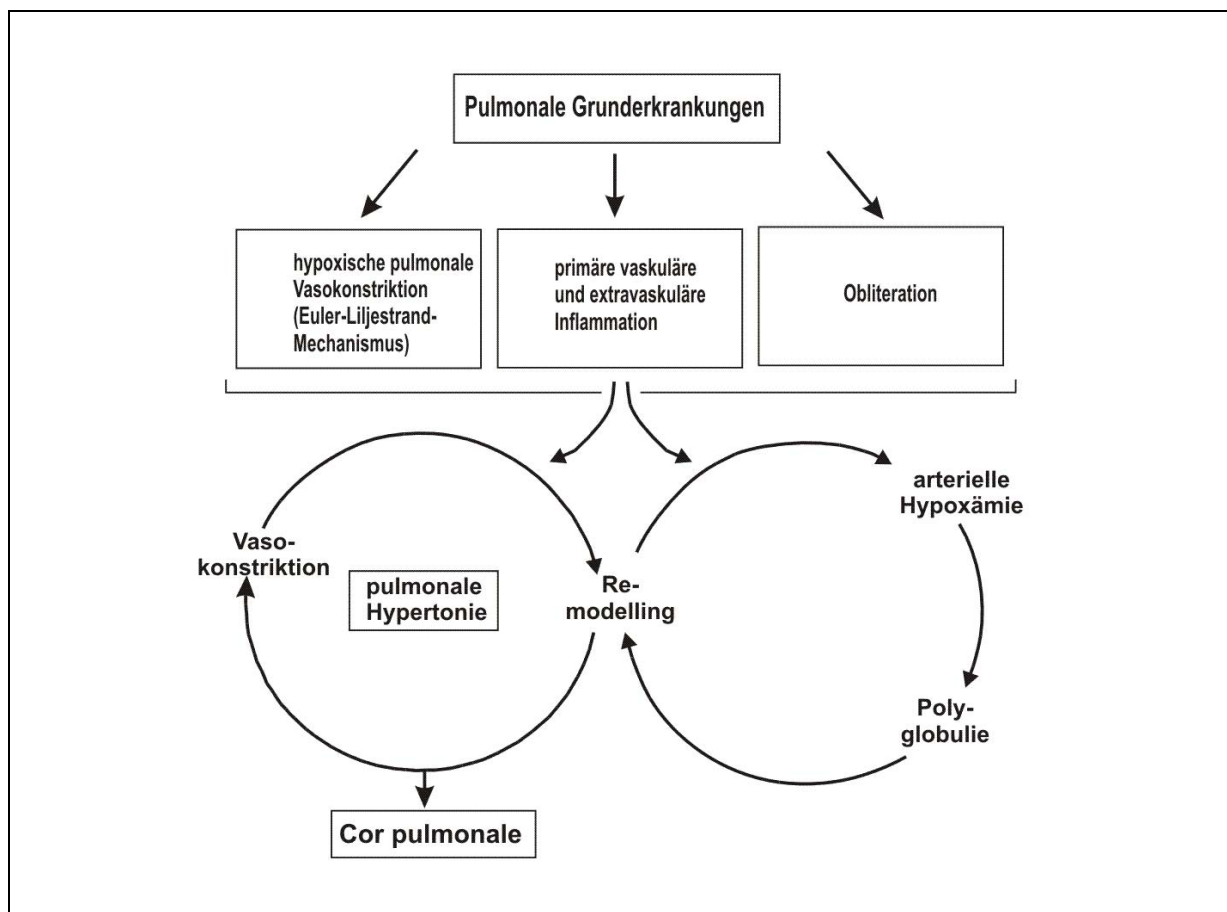 Pulmonale Grunderkrankungen
hypoxische pulmonale
Vasokonstriktion
(Euler-Liljestrand-
Mechanismus)
primäre vaskuläre
und extravaskuläre
Inflammation
Obliteration
arterielle
Hypoxämie
Vaso-
konstriktion
pulmonale
Hypertonie
Re-
modelling
Poly-
globulie
Cor pulmonale